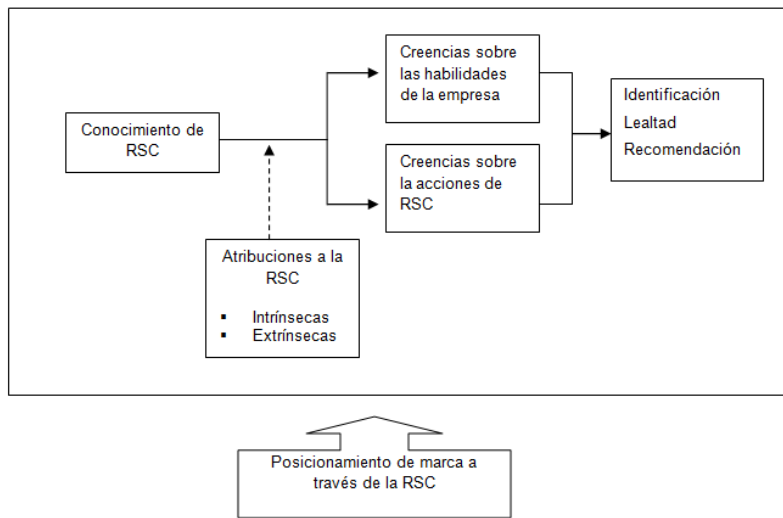 Conocimiento de
RSC
Creencias sobre
las habilidades
de la empresa
Creencias sobre
la acciones de
RSC
Identificación
Lealtad
Recomendación
Atribuciones a la
RSC
▪ Intrínsecas
▪ Extrínsecas
Posicionamiento de marca a
través de la RSC